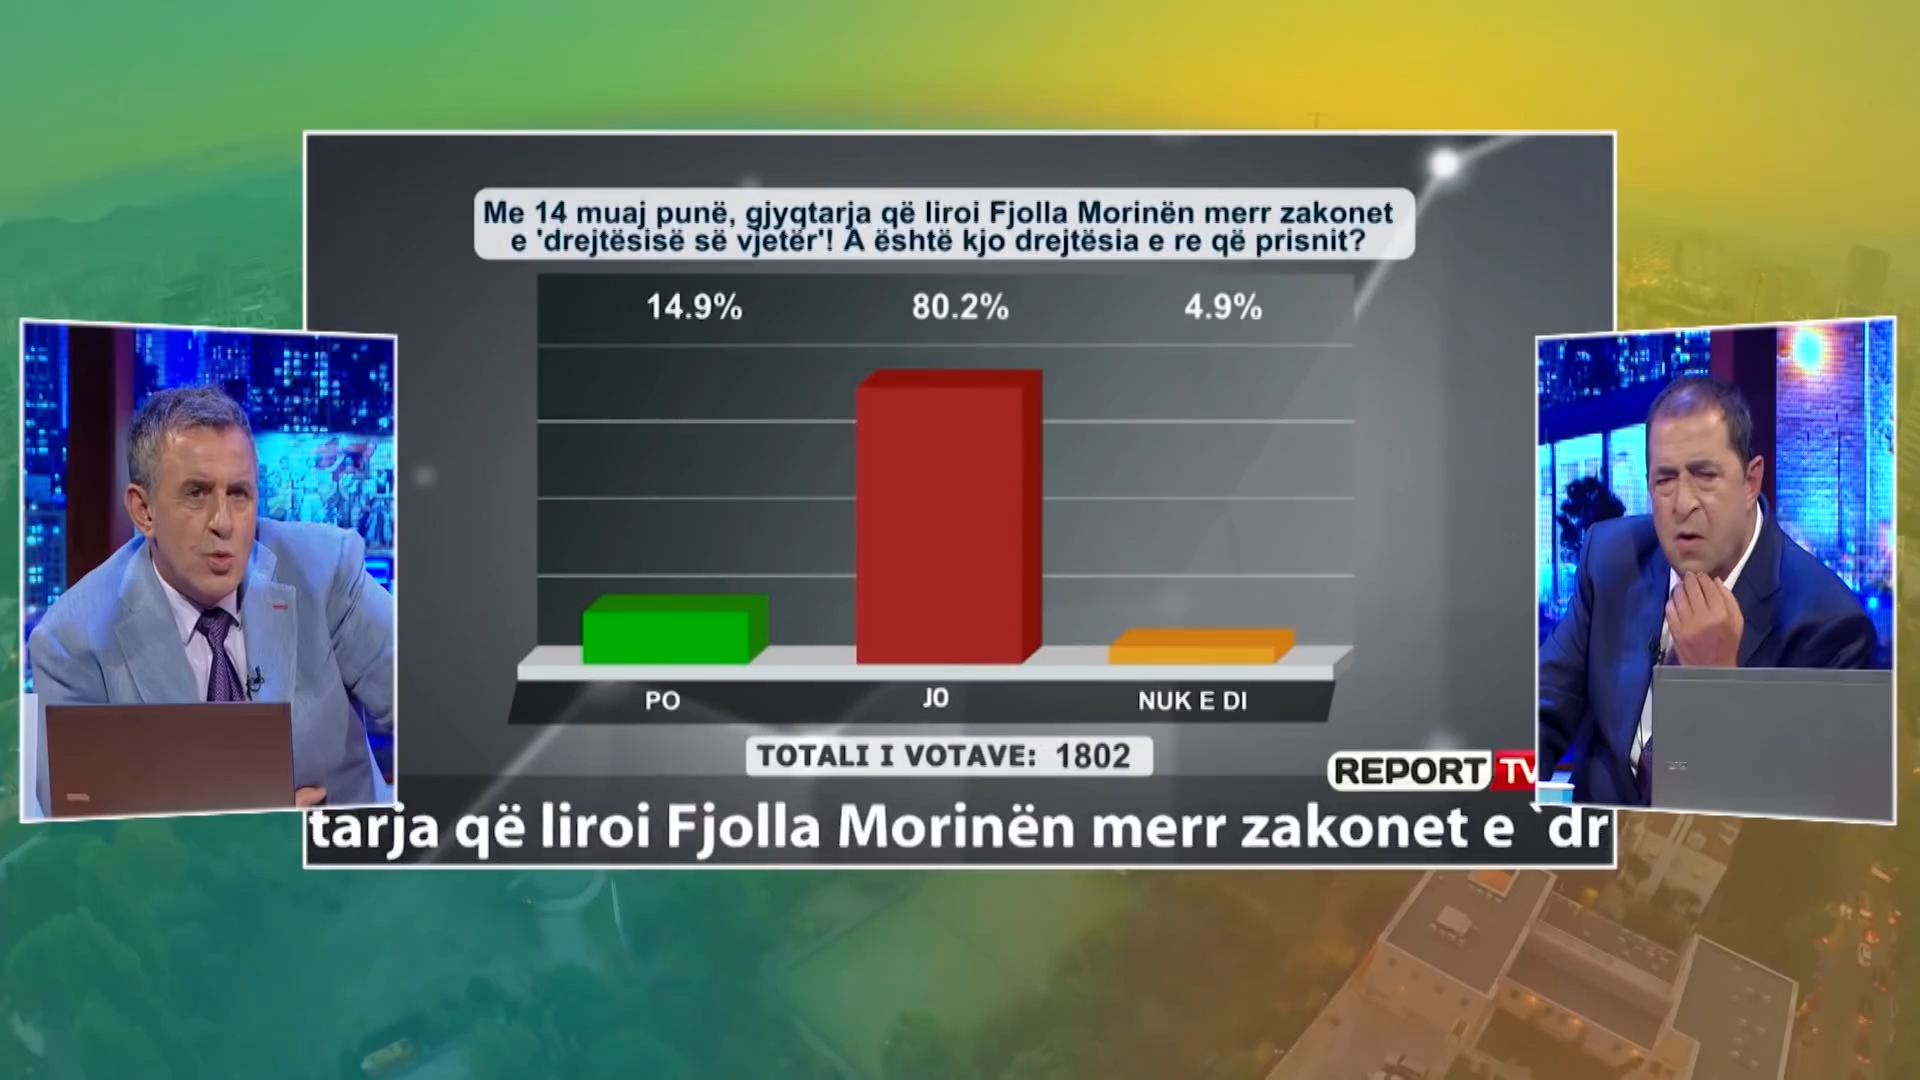 Me 14 muaj punë, gjyqtarja që liroi Fjolla Morinën merr zakonet
e 'drejtësisë së vjetër'! A është kjo drejtësia e re që prisnit?
14.9% 80.2% 4.9%
PO JO NUK E DI
TOTALI I VOTAVE: 1802
REPORT TV
tarja që liroi Fjolla Morinën merr zakonet e `dr